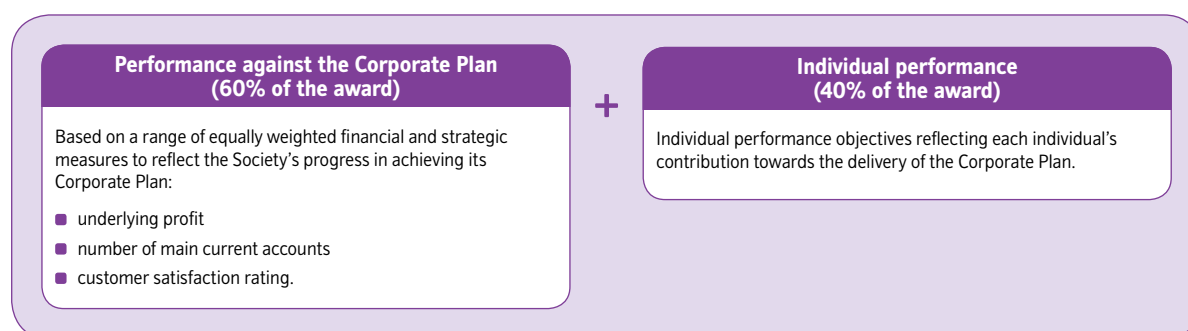 Performance against the Corporate Plan
(60% of the award)
Based on a range of equally weighted financial and strategic
measures to reflect the Society's progress in achieving its
Corporate Plan:
underlying profit
number of main current accounts
customer satisfaction rating.
+
Individual performance
(40% of the award)
Individual performance objectives reflecting each individual's
contribution towards the delivery of the Corporate Plan.